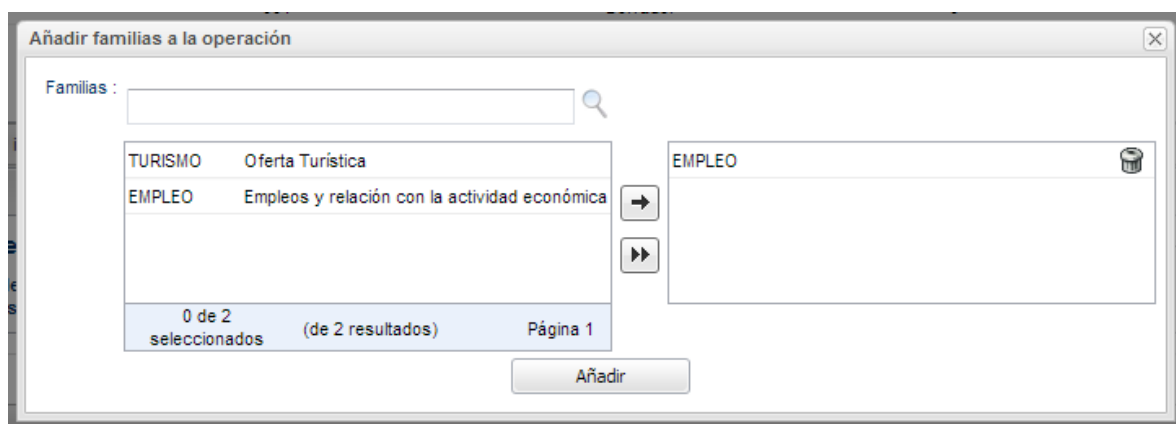 Añadir familias a la operación
Familias :
TURISMO Oferta Turística
EMPLEO Empleos y relación con la actividad económica
EMPLEO
0 de 2
seleccionados
(de 2 resultados)
Página 1
Añadir